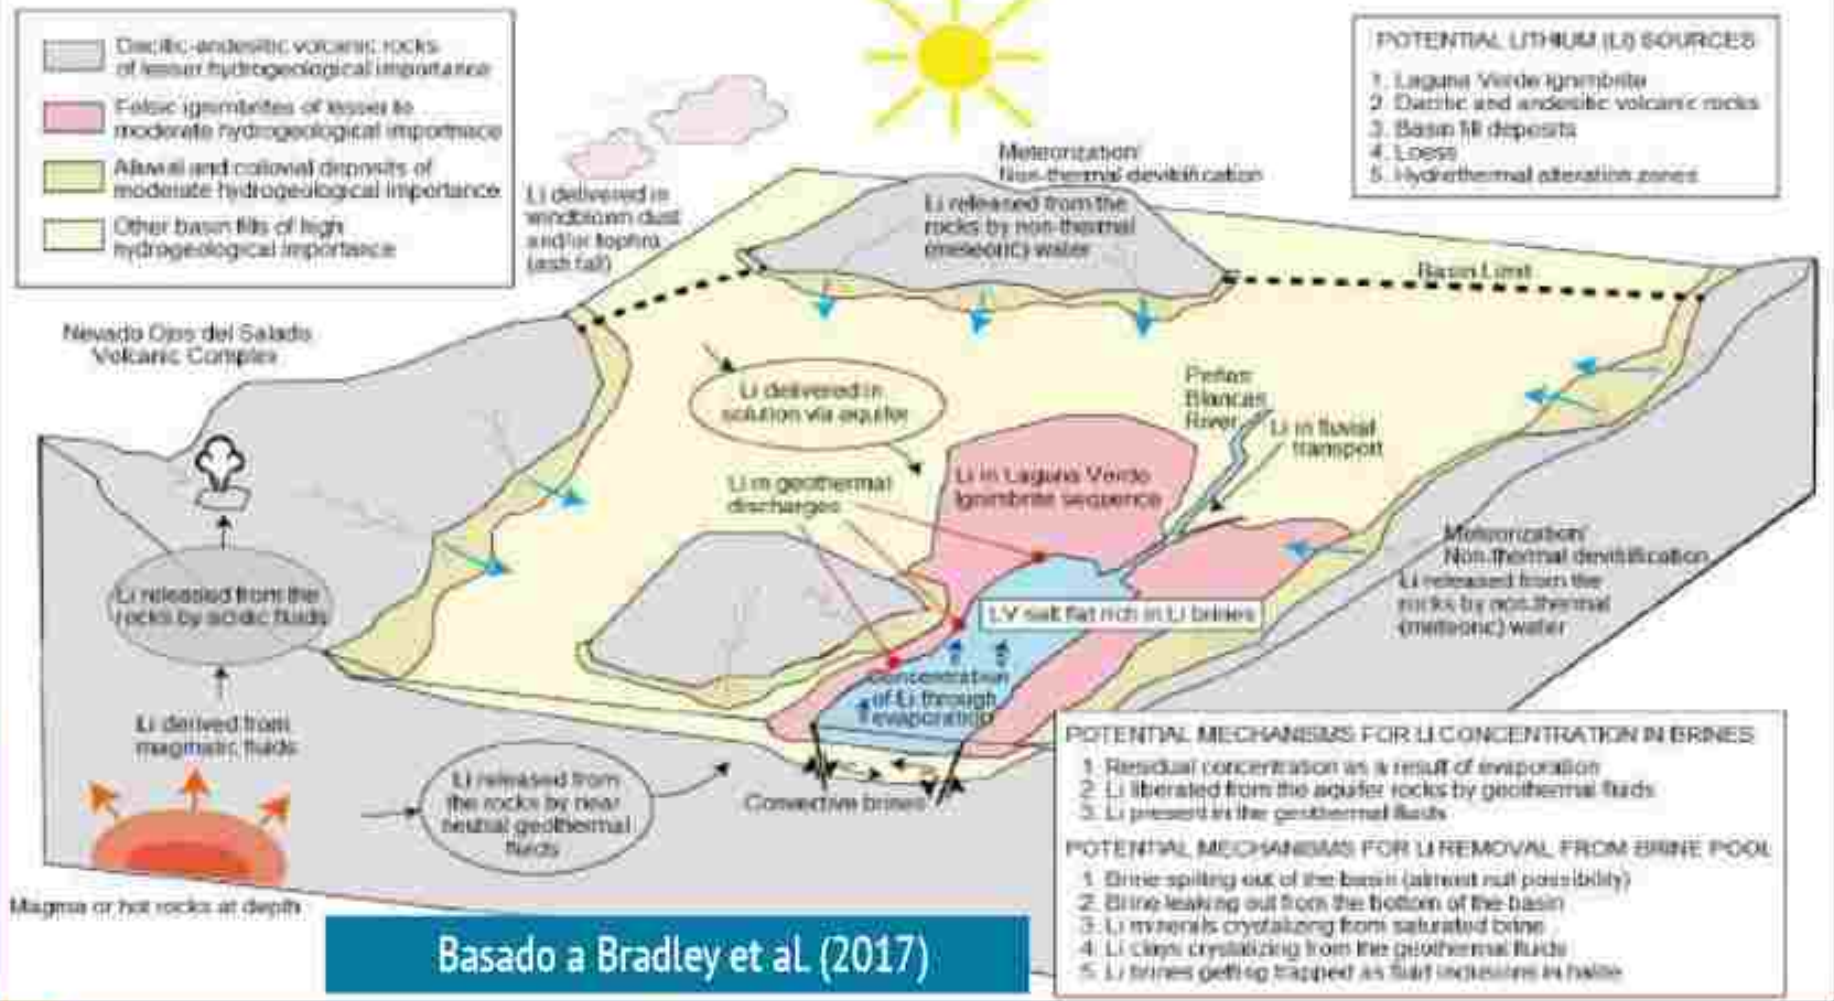 Dacitic-andesitic volcanic rocks
of lesser hydrogeological importance
Felsic ignimbrites of lesser to
moderate hydrogeological importnace
Alluvial and colluvial deposits of
moderate hydrogeological importance
Other basin fills of high
hydrogeological importance
POTENTIAL LITHIUM (Li) SOURCES
1. Laguna Verde Ignimbrite
2. Dacitic and andesitic volcanic rocks
3. Basin fill deposits
4. Loess
5. Hydrothermal alteration zones
Li delivered in
windblown dust
and/or tephra
(ash fall)
Meteorization/
Non-thermal devitrification
Li released from the
rocks by non-thermal
(meteoric) water
Basin Limit
Nevado Ojos del Salado
Volcanic Complex
Li delivered in
solution via aquifer
Peñas
Blancas
River
Li in fluvial
transport
Li in geothermal
discharges
Li in Laguna Verde
Ignimbrite sequence
Li released from the
rocks by acidic fluids
LV salt flat rich in Li brines
Meteorization/
Non-thermal devitrification
Li released from the
rocks by non-thermal
(meteoric) water
Concentration
of Li through
evaporation
Li derived from
magmatic fluids
Li released from
the rocks by near
neutral geothermal
fluids
Convective brines
Magma or hot rocks at depth
POTENTIAL MECHANISMS FOR Li CONCENTRATION IN BRINES
1. Residual concentration as a result of evaporation
2. Li liberated from the aquifer rocks by geothermal fluids
3. Li present in the geothermal fluids
POTENTIAL MECHANISMS FOR Li REMOVAL FROM BRINE POOL
1. Brine spilling out of the basin (almost null possibility)
2. Brine leaking out from the bottom of the basin
3. Li minerals crystalizing from saturated brine
4. Li clays crystalizing from the geothermal fluids
5. Li brines getting trapped as fluid inclusions in halite
Basado a Bradley et al. (2017)